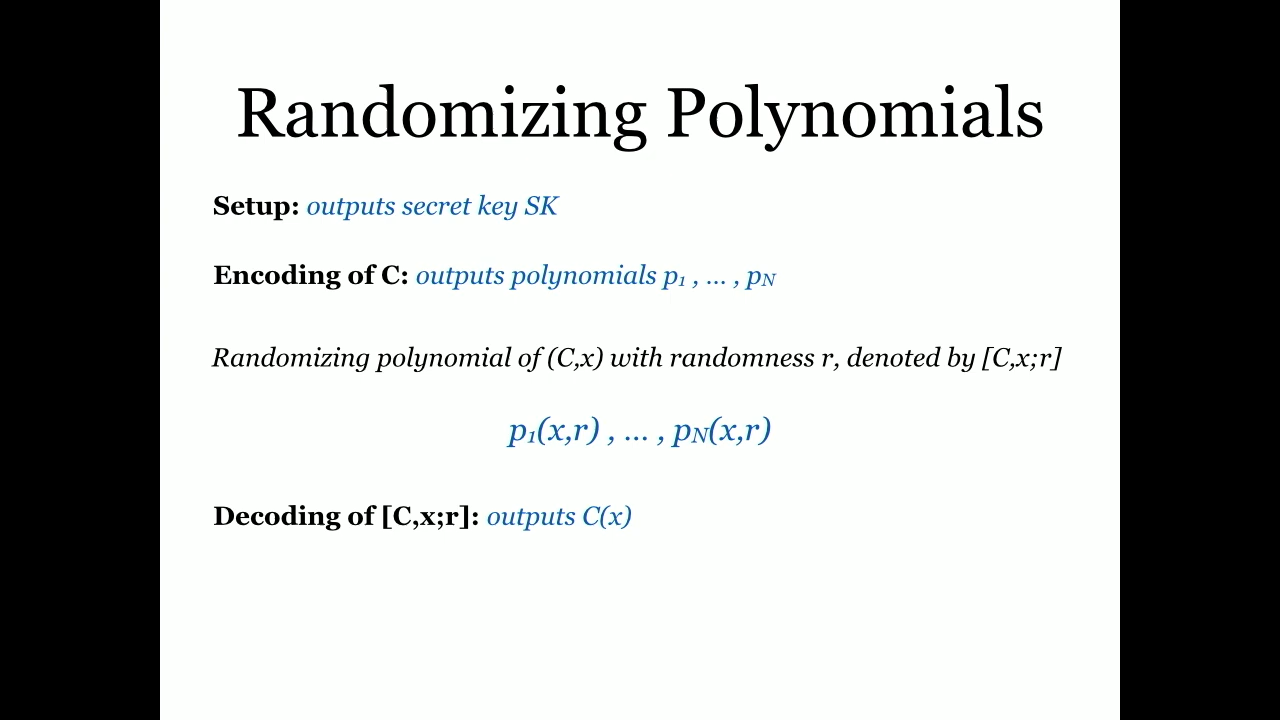 Randomizing Polynomials
Setup: outputs secret key SK
Encoding of C: outputs polynomials p₁ , ... , pN
Randomizing polynomial of (C,x) with randomness r, denoted by [C,x;r]
p₁(x,r) , ... , pN(x,r)
Decoding of [C,x;r]: outputs C(x)